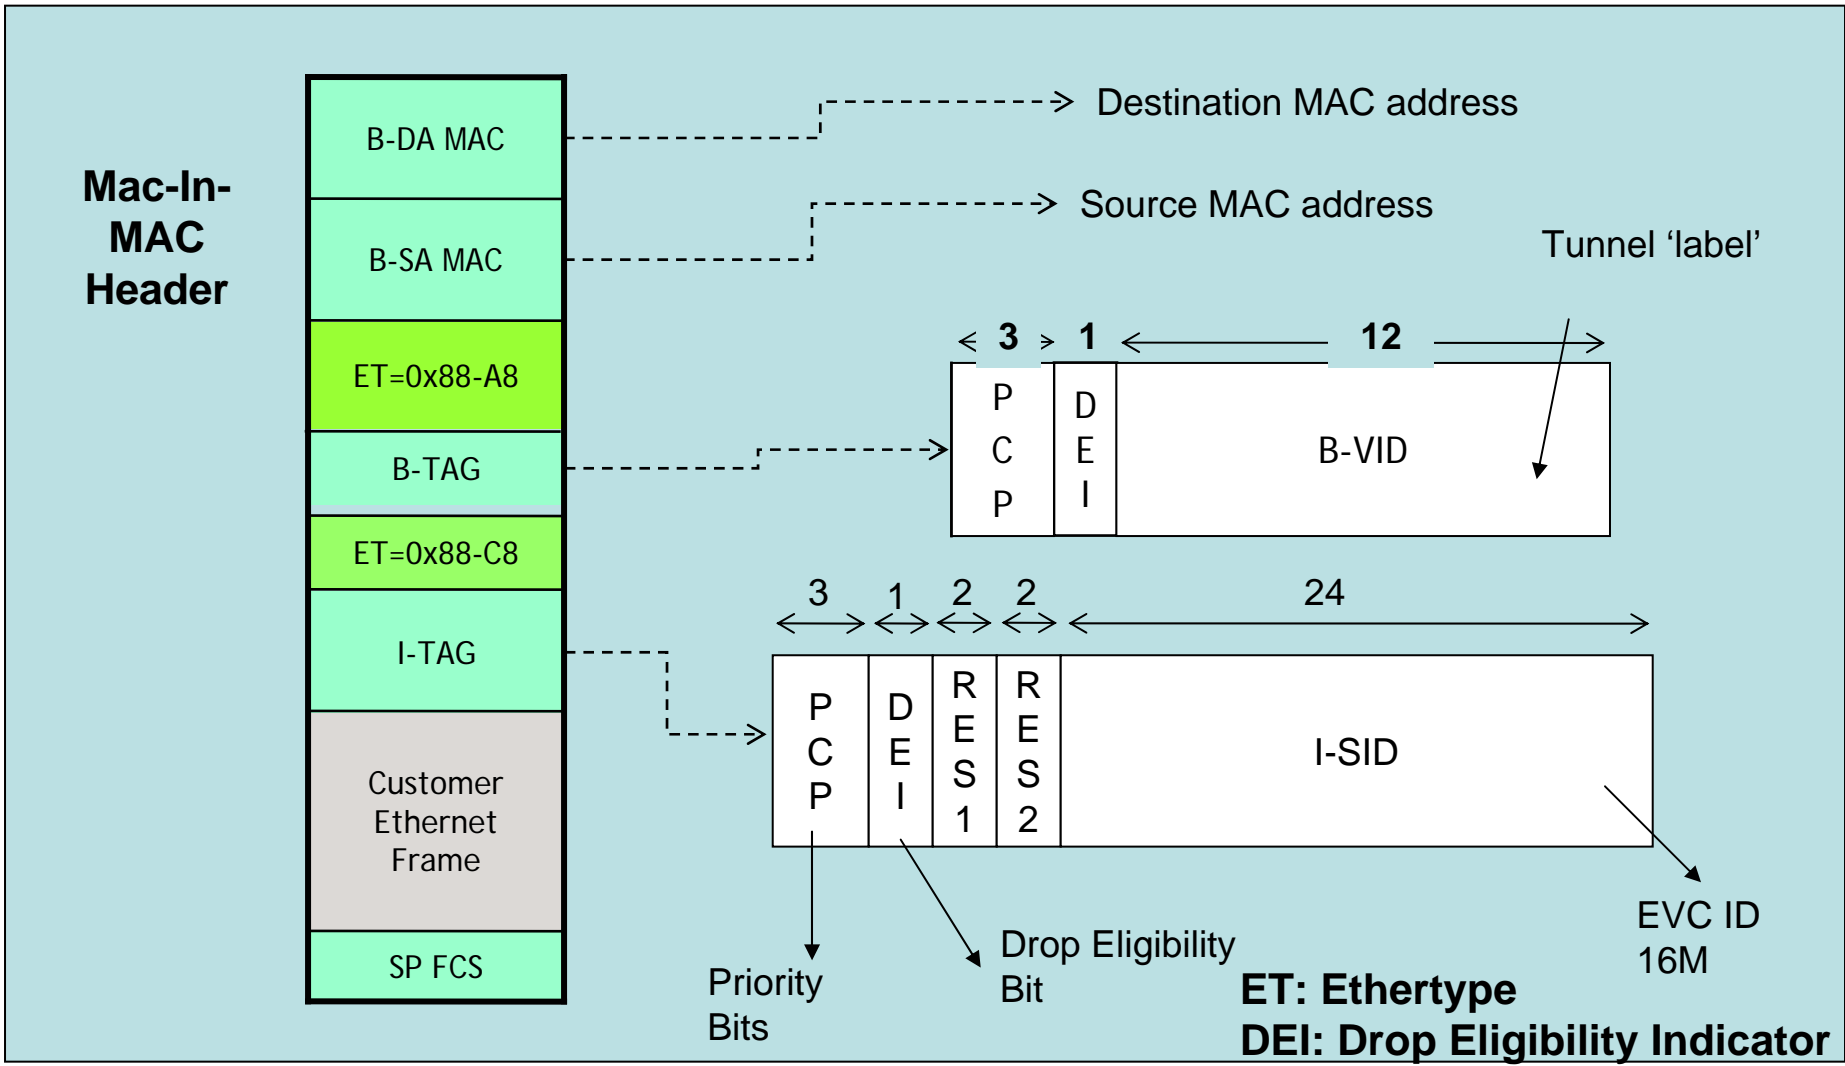 Mac-In-
MAC
Header
B-DA MAC
B-SA MAC
ET=0x88-A8
B-TAG
ET=0x88-C8
I-TAG
Customer
Ethernet
Frame
SP FCS
Destination MAC address
Source MAC address
Tunnel ‘label’
3 1 12
P
C
P
D
E
I
B-VID
3 1 2 2 24
P
C
P
D
E
I
R
E
S
1
R
E
S
2
I-SID
Priority
Bits
Drop Eligibility
Bit
EVC ID
16M
ET: Ethertype
DEI: Drop Eligibility Indicator